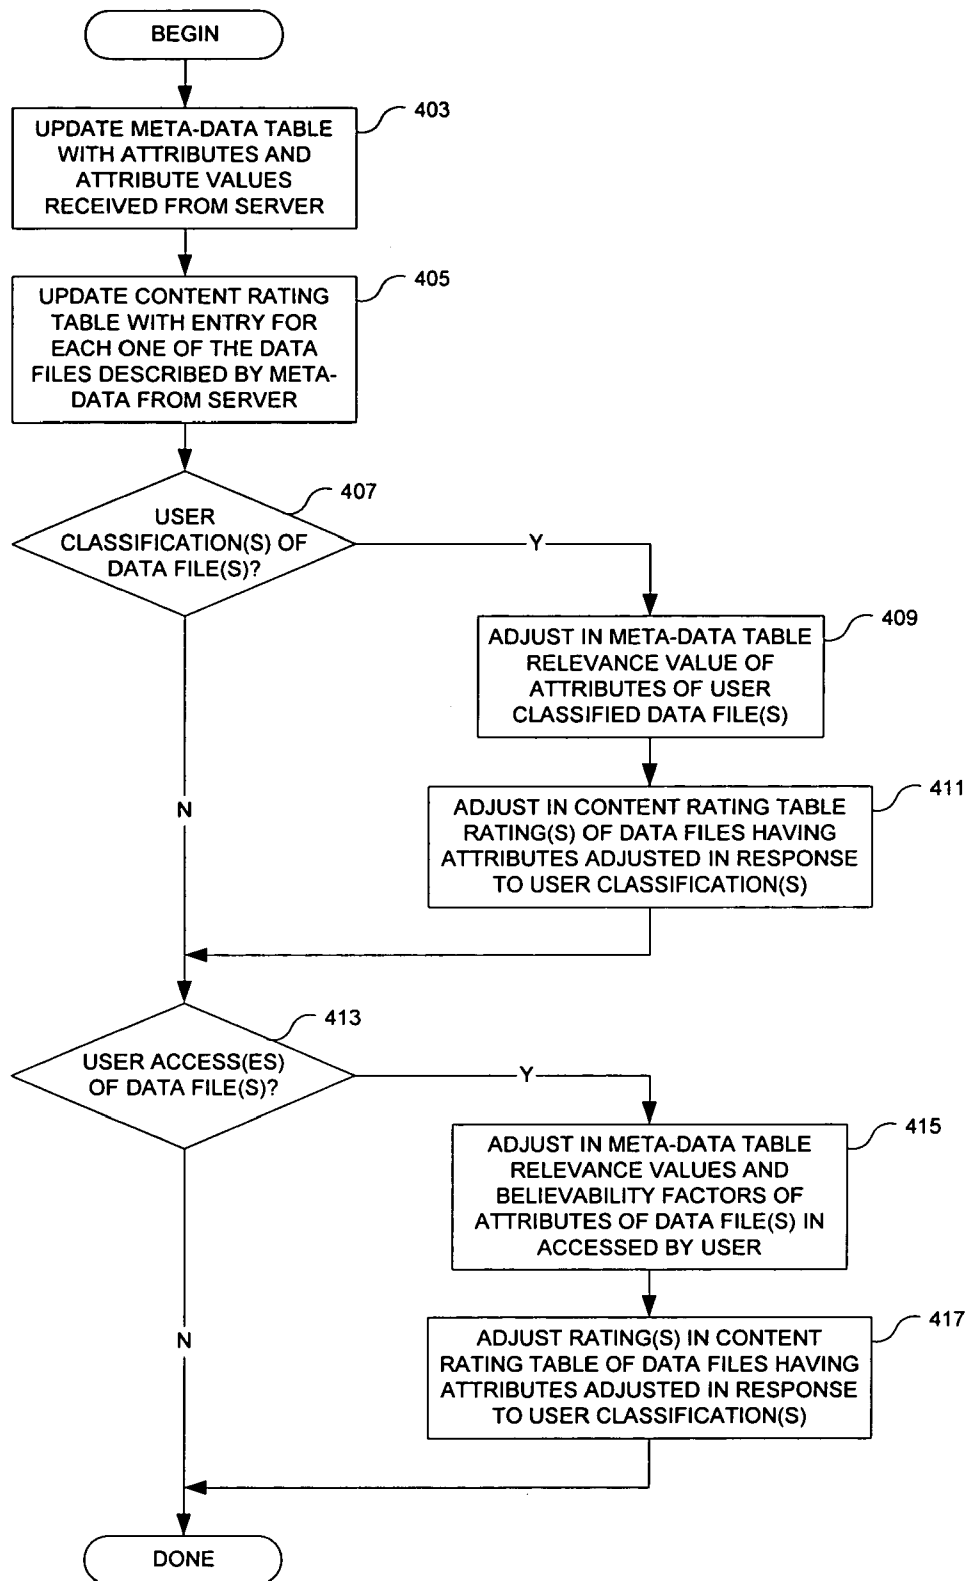 BEGIN
403
UPDATE META-DATA TABLE
WITH ATTRIBUTES AND
ATTRIBUTE VALUES
RECEIVED FROM SERVER
405
UPDATE CONTENT RATING
TABLE WITH ENTRY FOR
EACH ONE OF THE DATA
FILES DESCRIBED BY META-
DATA FROM SERVER
407
USER
CLASSIFICATION(S) OF
DATA FILE(S)?
Y
409
ADJUST IN META-DATA TABLE
RELEVANCE VALUE OF
ATTRIBUTES OF USER
CLASSIFIED DATA FILE(S)
411
ADJUST IN CONTENT RATING TABLE
RATING(S) OF DATA FILES HAVING
ATTRIBUTES ADJUSTED IN RESPONSE
TO USER CLASSIFICATION(S)
N
413
USER ACCESS(ES)
OF DATA FILE(S)?
Y
415
ADJUST IN META-DATA TABLE
RELEVANCE VALUES AND
BELIEVABILITY FACTORS OF
ATTRIBUTES OF DATA FILE(S) IN
ACCESSED BY USER
417
ADJUST RATING(S) IN CONTENT
RATING TABLE OF DATA FILES HAVING
ATTRIBUTES ADJUSTED IN RESPONSE
TO USER CLASSIFICATION(S)
N
DONE